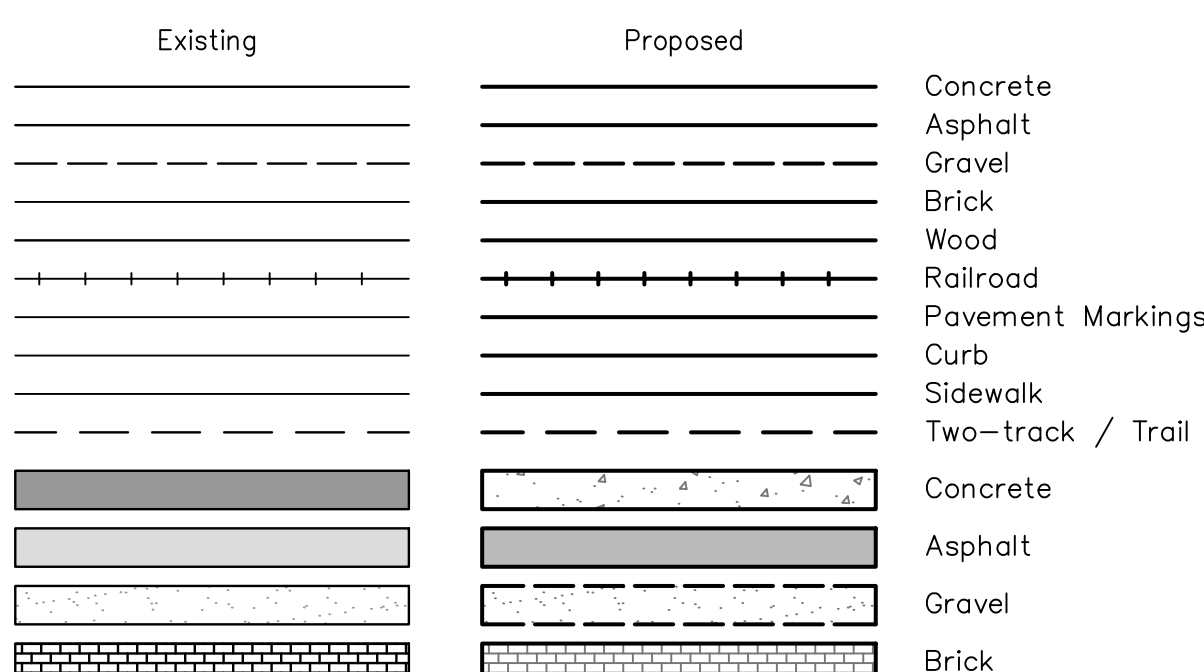 Existing Proposed
Concrete
Asphalt
Gravel
Brick
Wood
Railroad
Pavement Markings
Curb
Sidewalk
Two-track / Trail
Concrete
Asphalt
Gravel
Brick